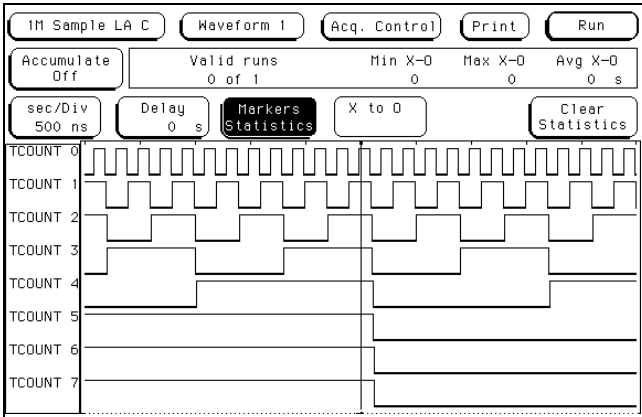 1M Sample LA C Waveform 1 Acq. Control Print Run
Accumulate Off
Valid runs Min X-O Max X-O Avg X-O
0 of 1 0 0 0 s
sec/Div Delay Markers X to O Clear
500 ns 0 s Statistics Statistics
TCOUNT 0
TCOUNT 1
TCOUNT 2
TCOUNT 3
TCOUNT 4
TCOUNT 5
TCOUNT 6
TCOUNT 7